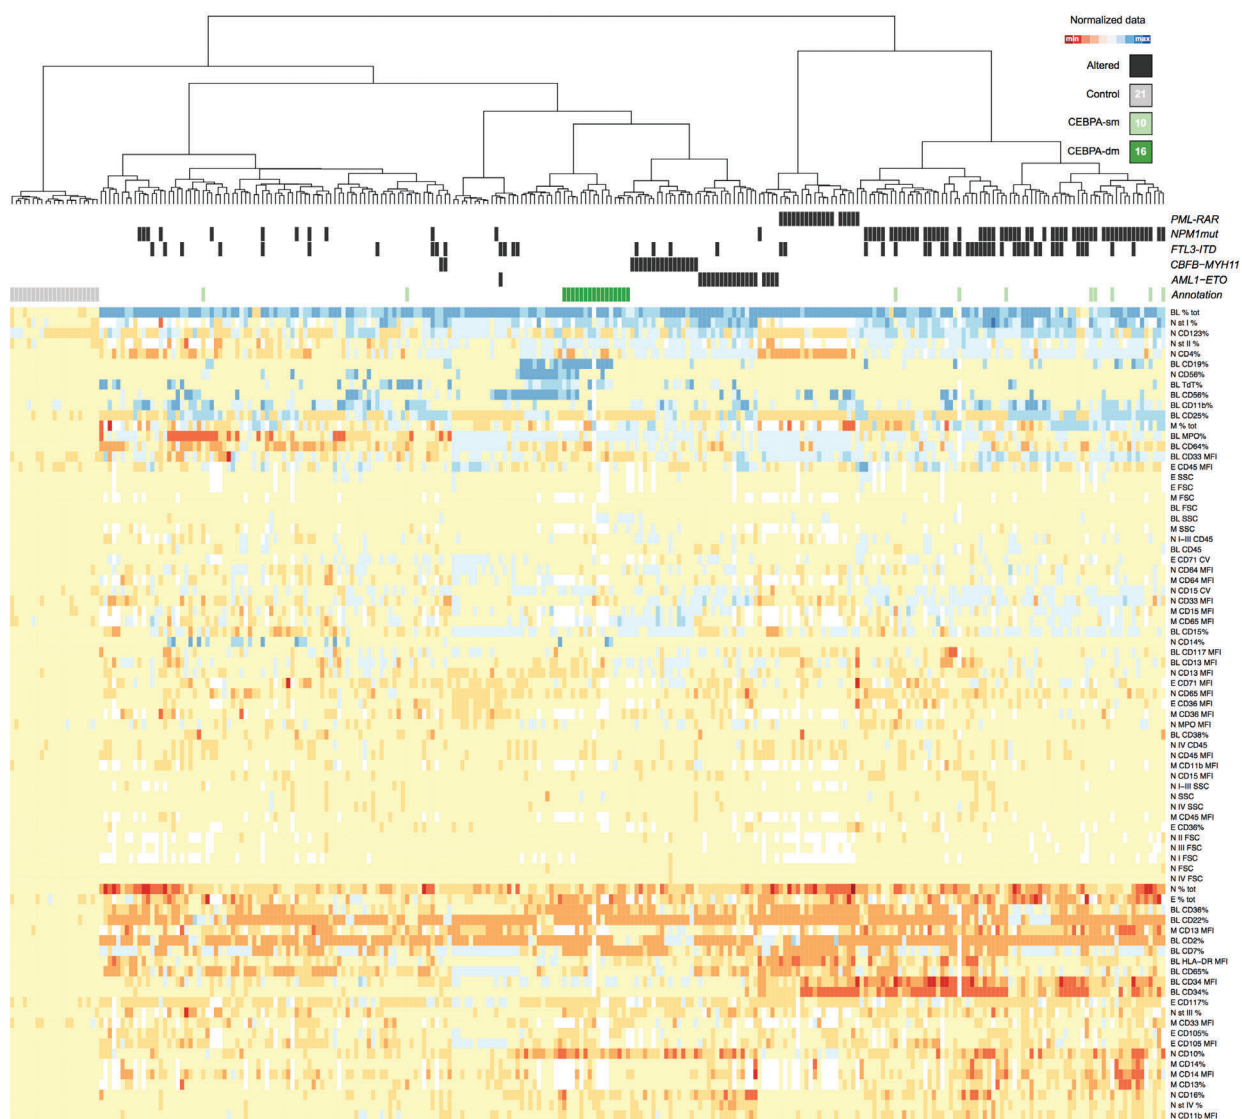 Normalized data
min max
Altered
Control 21
CEBPA-sm 10
CEBPA-dm 16
PML-RAR
NPM1mut
FTL3-ITD
CBFB-MYH11
AML1-ETO
Annotation
BL % tot
N st I %
N CD123%
N st II %
N CD4%
BL CD19%
N CD56%
BL TdT%
BL CD56%
BL CD11b%
BL CD25%
M % tot
BL MPO%
BL CD64%
BL CD33 MFI
E CD45 MFI
E SSC
E FSC
M FSC
BL FSC
BL SSC
M SSC
N I-III CD45
BL CD45
E CD71 CV
N CD64 MFI
M CD64 MFI
N CD15 CV
N CD33 MFI
M CD15 MFI
M CD65 MFI
BL CD15%
N CD14%
BL CD117 MFI
BL CD13 MFI
N CD13 MFI
E CD71 MFI
N CD65 MFI
E CD36 MFI
M CD36 MFI
N MPO MFI
BL CD38%
N IV CD45
N CD45 MFI
M CD11b MFI
N CD15 MFI
N I-III SSC
N SSC
N IV SSC
M CD45 MFI
E CD36%
N II FSC
N III FSC
N I FSC
N FSC
N IV FSC
N % tot
E % tot
BL CD36%
BL CD22%
M CD13 MFI
BL CD2%
BL CD7%
BL HLA-DR MFI
BL CD65%
BL CD34 MFI
BL CD34%
E CD117%
N st III %
M CD33 MFI
E CD105%
E CD105 MFI
N CD10%
M CD14%
M CD14 MFI
M CD13%
N CD16%
N st IV %
N CD11b MFI